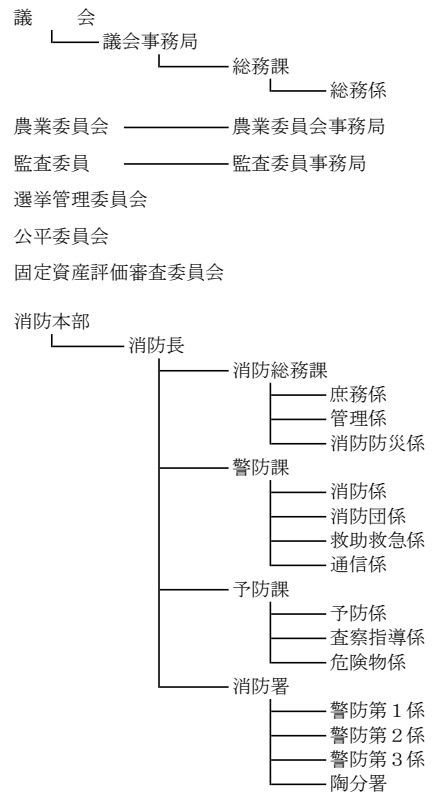 議　　会
議会事務局
総務課
総務係
農業委員会　農業委員会事務局
監査委員　監査委員事務局
選挙管理委員会
公平委員会
固定資産評価審査委員会
消防本部
消防長
消防総務課
庶務係
管理係
消防防災係
警防課
消防係
消防団係
救助救急係
通信係
予防課
予防係
査察指導係
危険物係
消防署
警防第１係
警防第２係
警防第３係
陶分署